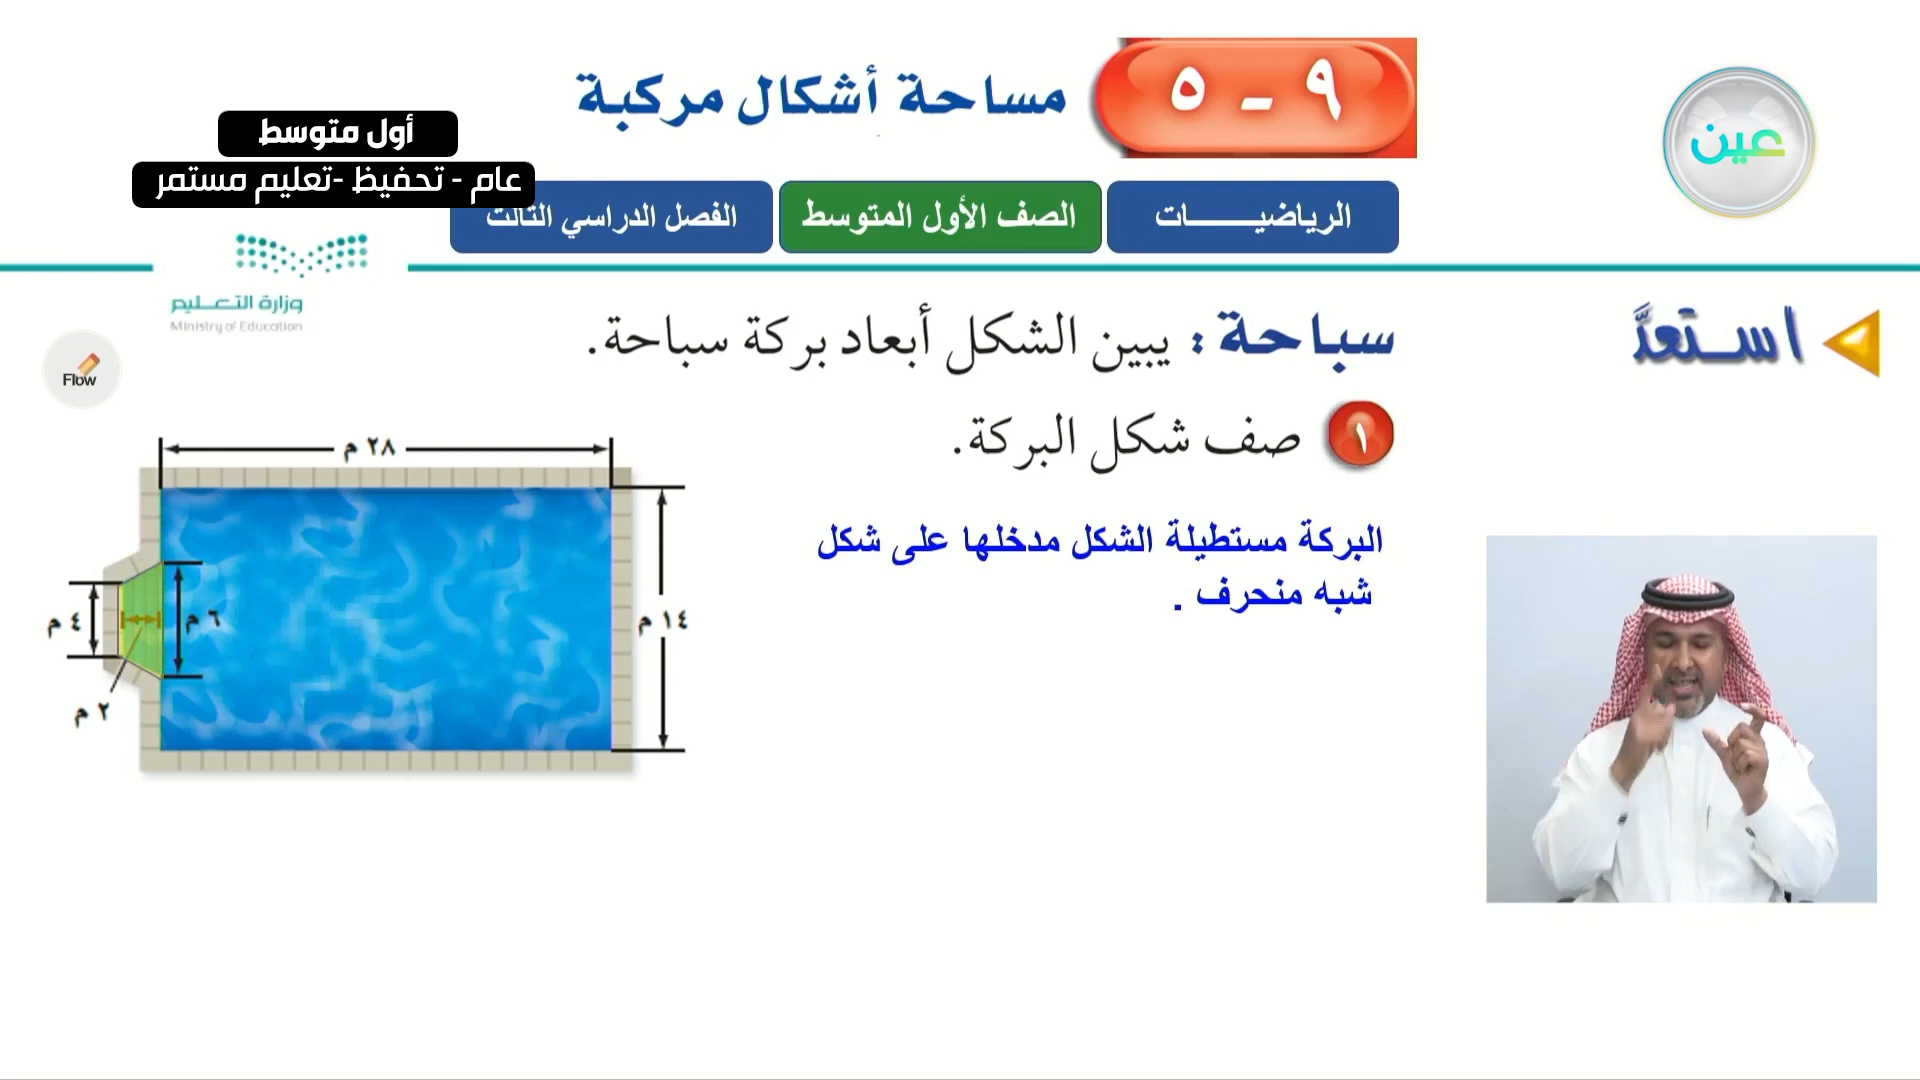 ٩ - ٥ مساحة أشكال مركبة
عين
أول متوسط
عام - تحفيظ -تعليم مستمر
الرياضيـــــــات
الصف الأول المتوسط
الفصل الدراسي الثالث
وزارة التعـــليم
Ministry of Education
استعدَّ
سباحة : يبين الشكل أبعاد بركة سباحة.
Flow
١ صف شكل البركة.
البركة مستطيلة الشكل مدخلها على شكل
شبه منحرف .
٢٨ م
١٤ م
٦ م
٤ م
٢ م